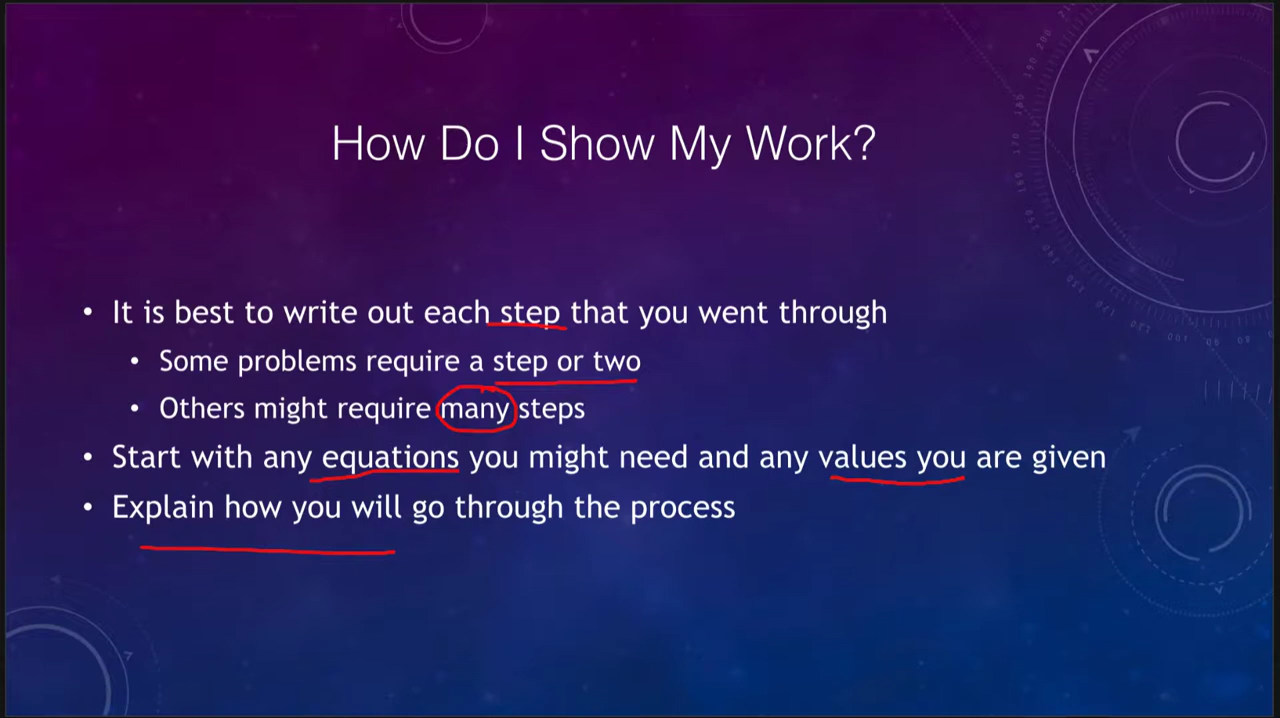 How Do I Show My Work?
• It is best to write out each step that you went through
• Some problems require a step or two
• Others might require many steps
• Start with any equations you might need and any values you are given
• Explain how you will go through the process